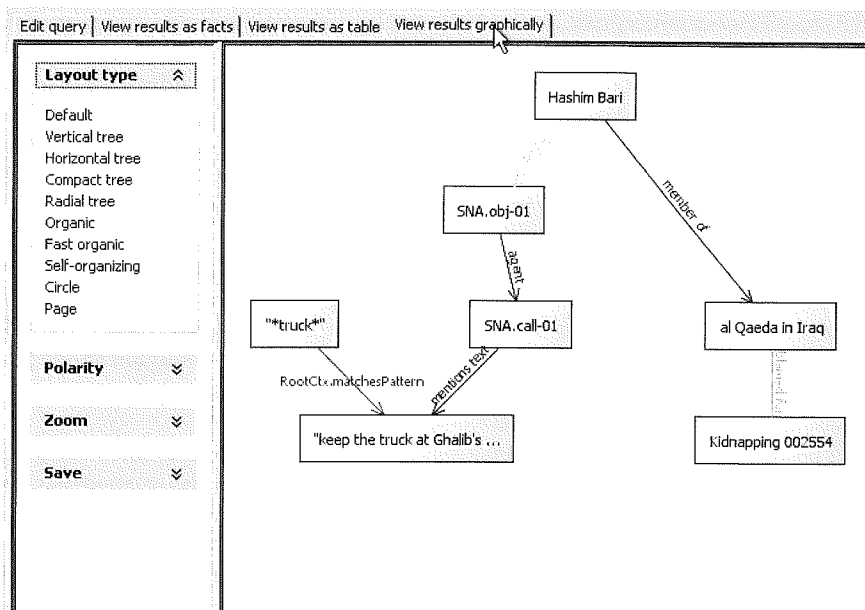 Edit query | View results as facts | View results as table | View results graphically
Layout type
Default
Vertical tree
Horizontal tree
Compact tree
Radial tree
Organic
Fast organic
Self-organizing
Circle
Page
Polarity
Zoom
Save
Hashim Bari
SNA.obj-01
member of
agent
"*truck*"
SNA.call-01
al Qaeda in Iraq
RootCtx.matchesPattern
mentions text
"keep the truck at Ghalib's ...
Kidnapping 002554